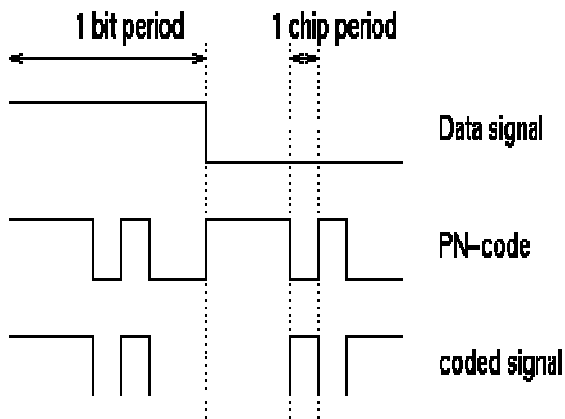 1 bit period 1 chip period
Data signal
PN–code
coded signal